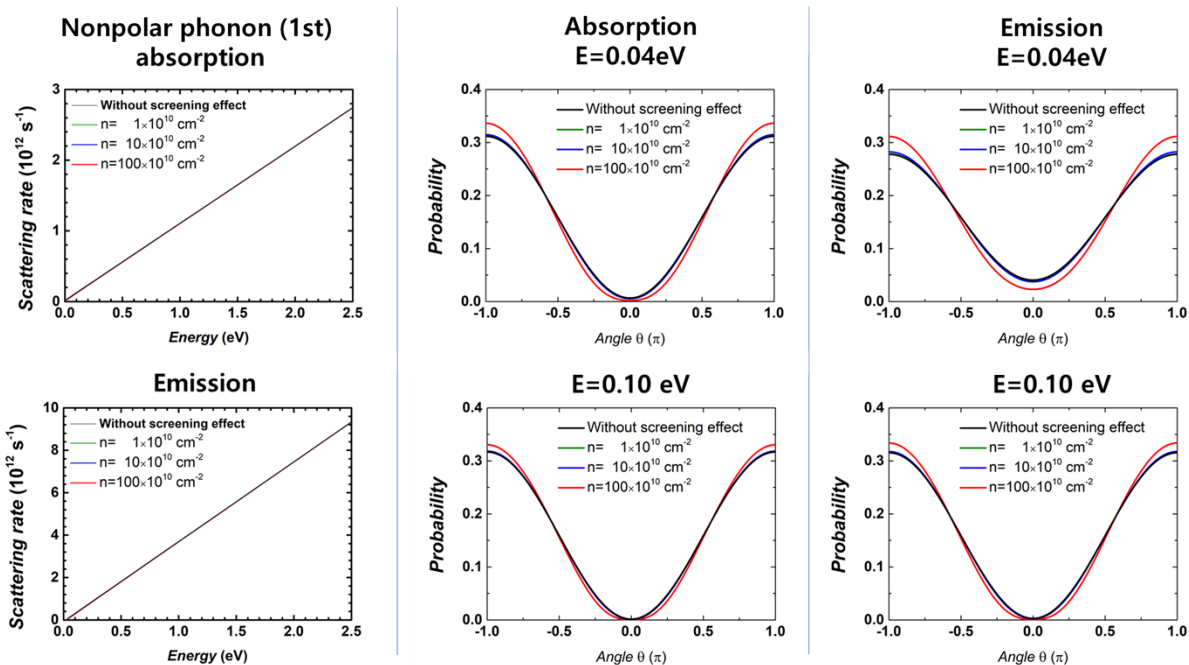 Nonpolar phonon (1st)
absorption
Scattering rate (10¹² s⁻¹)
3
2
1
0
Without screening effect
n= 1×10¹⁰ cm⁻²
n= 10×10¹⁰ cm⁻²
n=100×10¹⁰ cm⁻²
0.0 0.5 1.0 1.5 2.0 2.5
Energy (eV)
Emission
Scattering rate (10¹² s⁻¹)
10
8
6
4
2
0
Without screening effect
n= 1×10¹⁰ cm⁻²
n= 10×10¹⁰ cm⁻²
n=100×10¹⁰ cm⁻²
0.0 0.5 1.0 1.5 2.0 2.5
Energy (eV)
Absorption
E=0.04eV
Probability
0.4
0.3
0.2
0.1
0.0
Without screening effect
n= 1×10¹⁰ cm⁻²
n= 10×10¹⁰ cm⁻²
n=100×10¹⁰ cm⁻²
-1.0 -0.5 0.0 0.5 1.0
Angle θ (π)
E=0.10 eV
Probability
0.4
0.3
0.2
0.1
0.0
Without screening effect
n= 1×10¹⁰ cm⁻²
n= 10×10¹⁰ cm⁻²
n=100×10¹⁰ cm⁻²
-1.0 -0.5 0.0 0.5 1.0
Angle θ (π)
Emission
E=0.04eV
Probability
0.4
0.3
0.2
0.1
0.0
Without screening effect
n= 1×10¹⁰ cm⁻²
n= 10×10¹⁰ cm⁻²
n=100×10¹⁰ cm⁻²
-1.0 -0.5 0.0 0.5 1.0
Angle θ (π)
E=0.10 eV
Probability
0.4
0.3
0.2
0.1
0.0
Without screening effect
n= 1×10¹⁰ cm⁻²
n= 10×10¹⁰ cm⁻²
n=100×10¹⁰ cm⁻²
-1.0 -0.5 0.0 0.5 1.0
Angle θ (π)